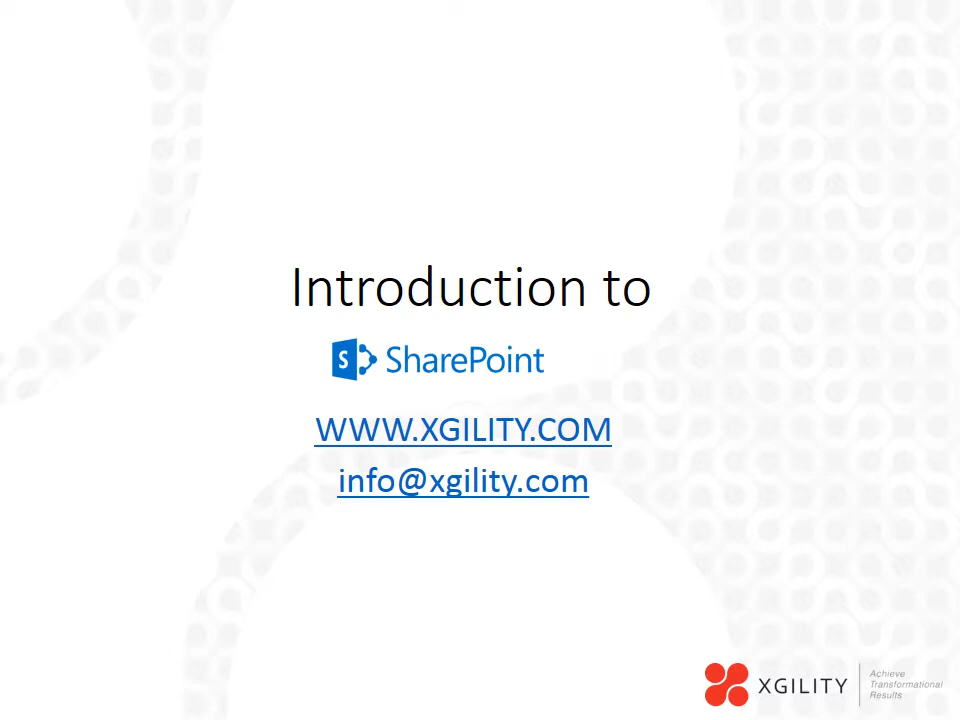 Introduction to
S SharePoint
WWW.XGILITY.COM
info@xgility.com
XGILITY
Achieve
Transformational
Results